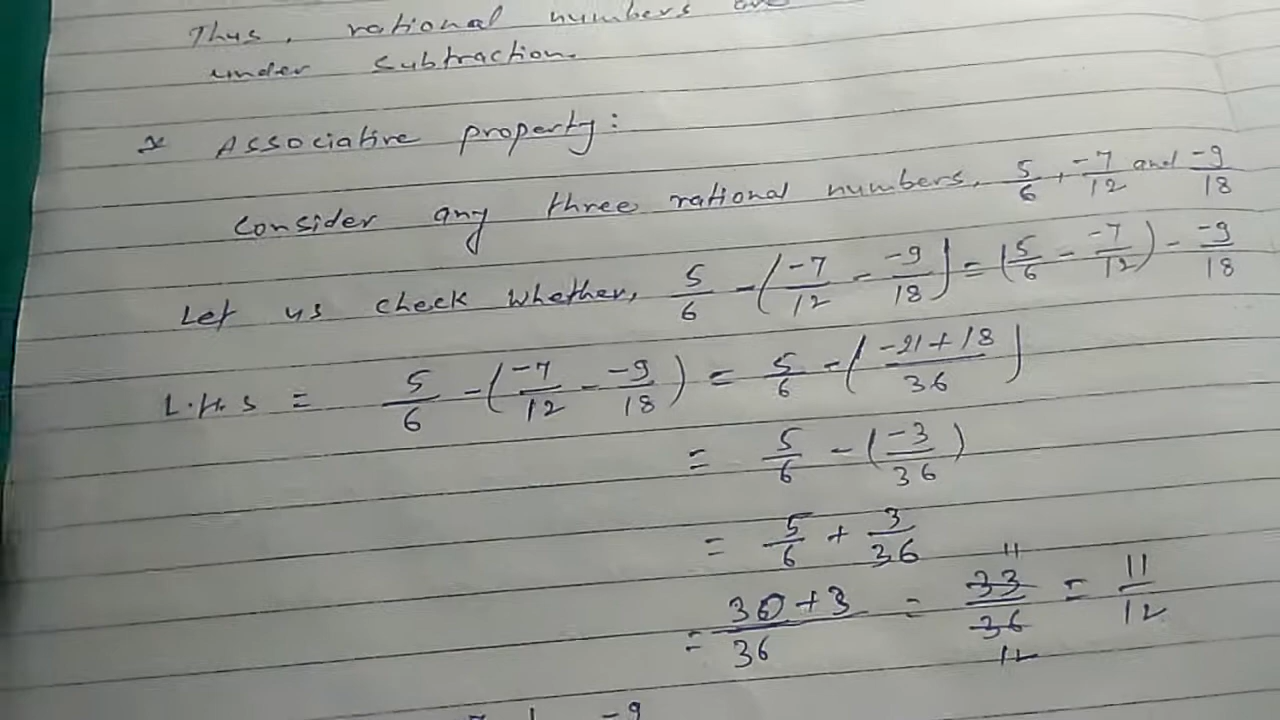 Thus, rational numbers are
under subtraction.
* Associative property:
Consider any three rational numbers, 5/6, -7/12 and -9/18
Let us check whether, 5/6 - (-7/12 - -9/18) = (5/6 - -7/12) - -9/18
L.H.S = 5/6 - (-7/12 - -9/18) = 5/6 - (-21+18/36)
= 5/6 - (-3/36)
= 5/6 + 3/36
= 30+3/36 = 33/36 = 11/12
11
12
-9